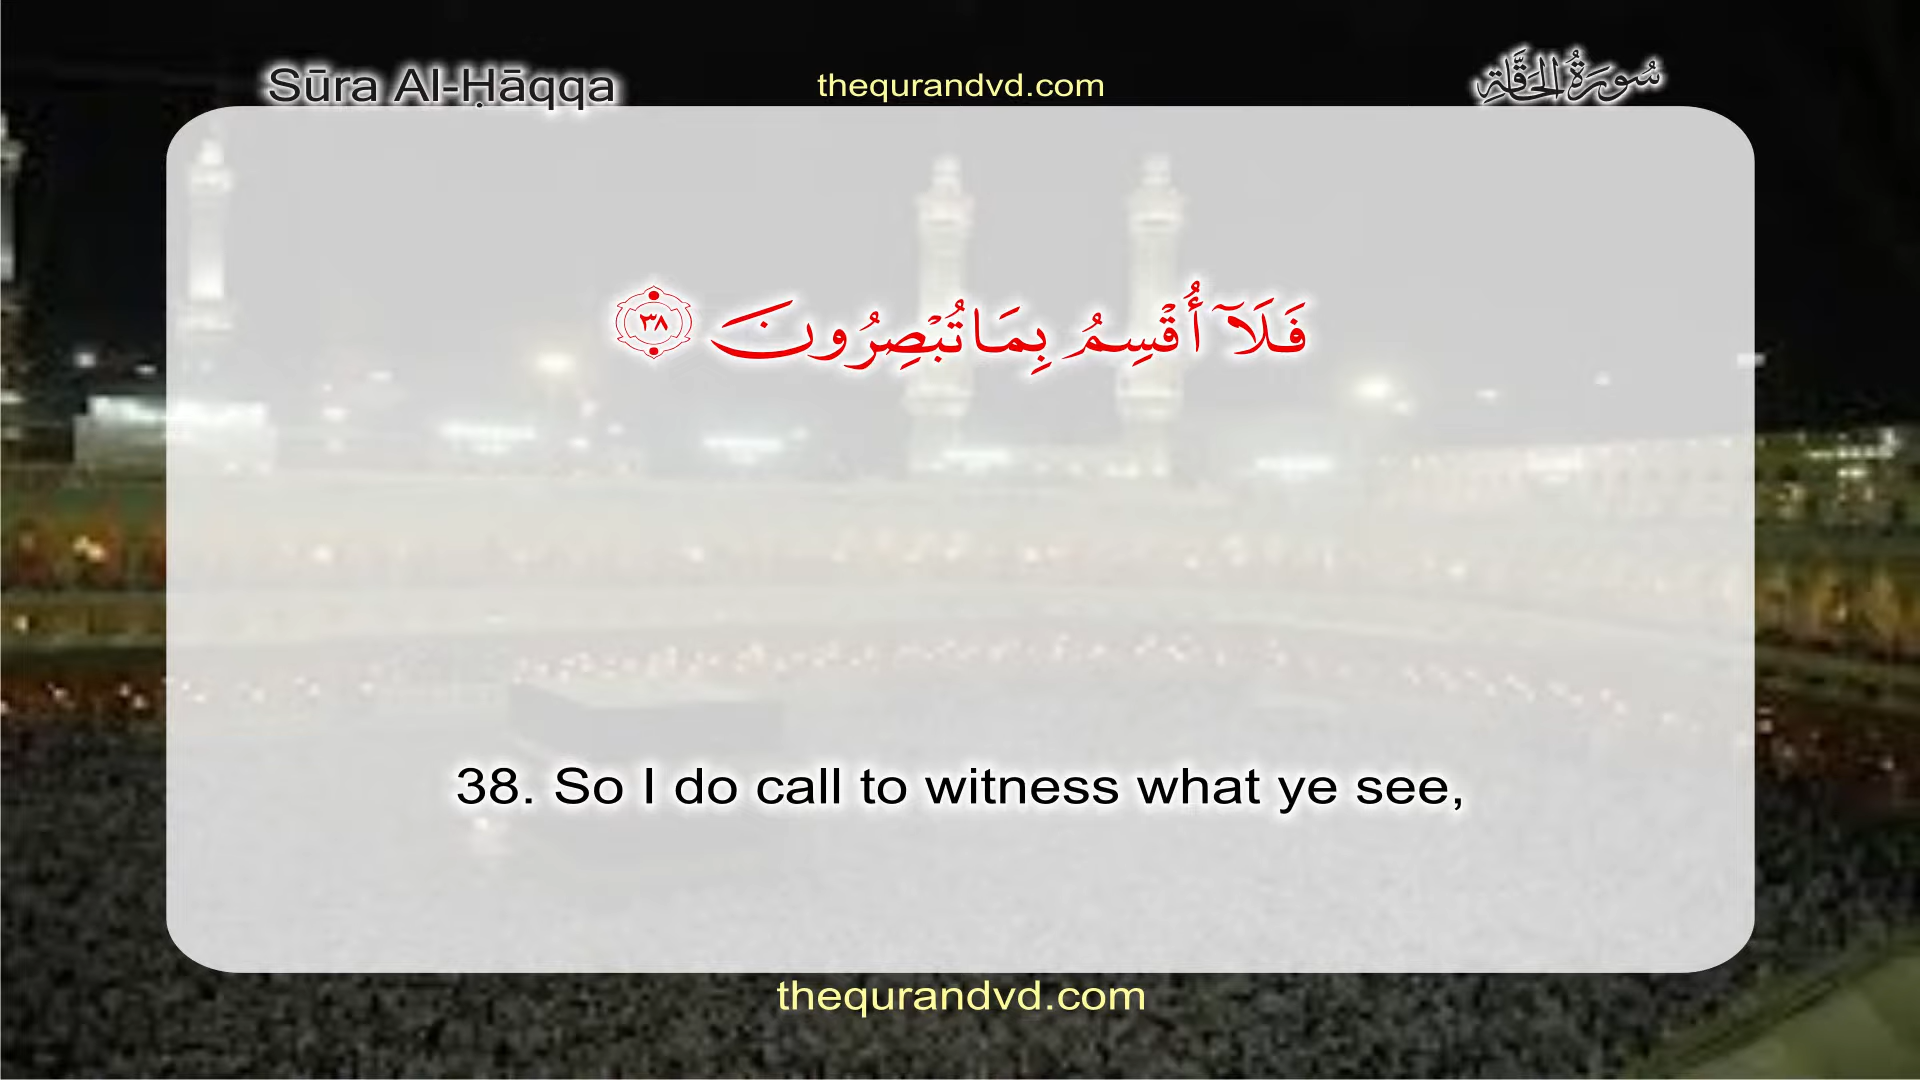 Sūra Al-Ḥāqqa
thequrandvd.com
سُورَةُ الحَاقَّةِ
فَلَآ أُقْسِمُ بِمَا تُبْصِرُونَ ٣٨
38. So I do call to witness what ye see,
thequrandvd.com